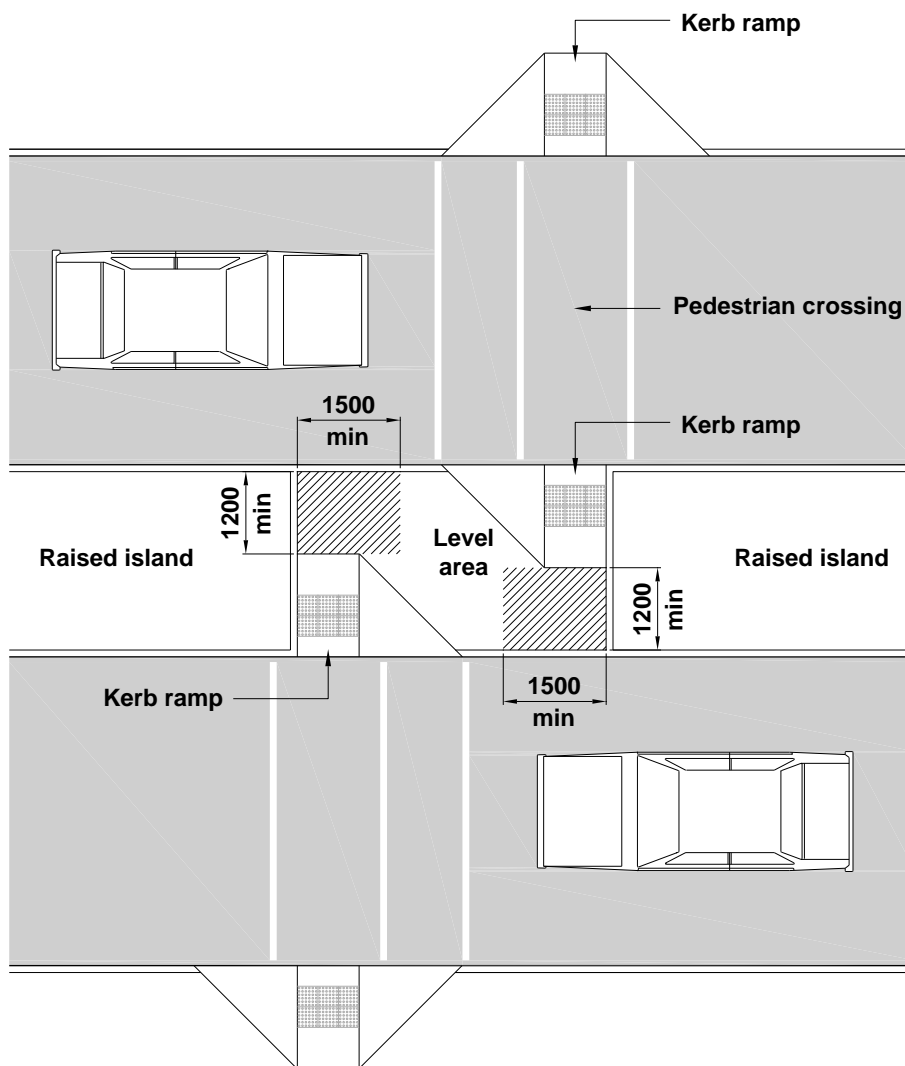 Kerb ramp
Pedestrian crossing
1500
min
Kerb ramp
1200
min
Raised island
Level
area
Raised island
1200
min
Kerb ramp
1500
min